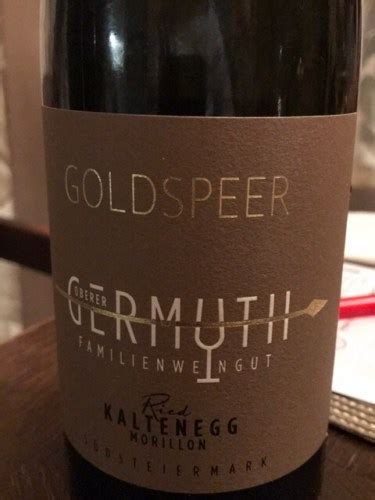 GOLDSPEER
OBERER
GERMUTH
FAMILIENWEINGUT
Ried
KALTENEGG
MORILLON
SÜDSTEIERMARK